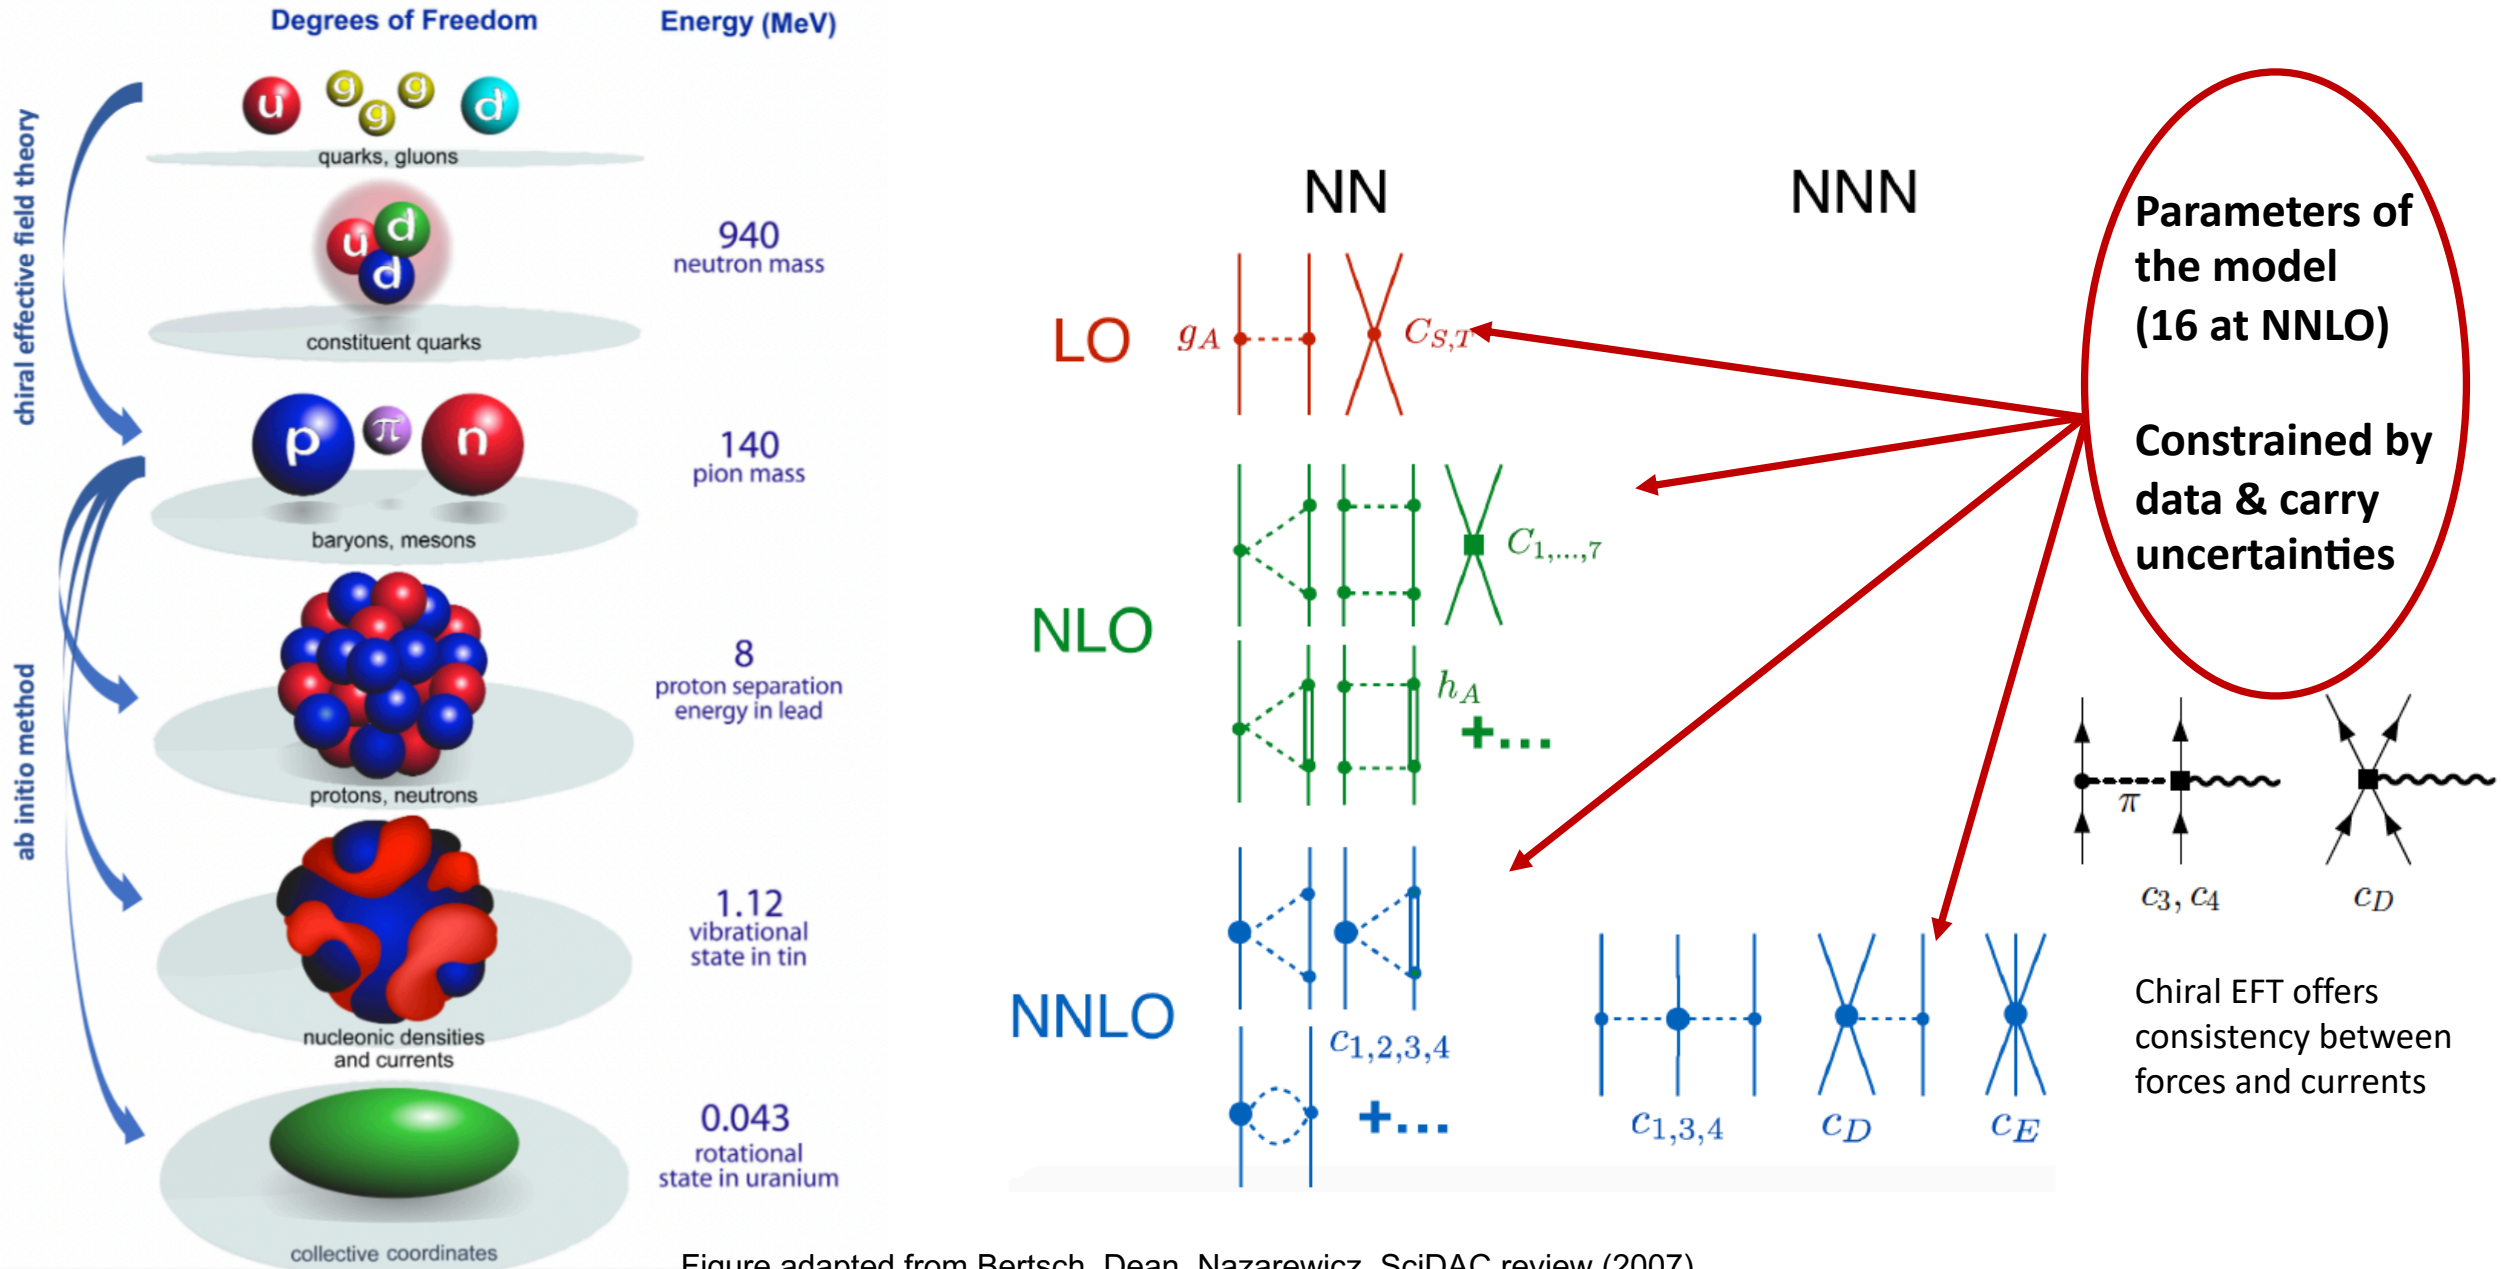 Degrees of Freedom
Energy (MeV)
chiral effective field theory
u
g
g
g
d
quarks, gluons
u
d
d
constituent quarks
940
neutron mass
p
π
n
baryons, mesons
140
pion mass
ab initio method
protons, neutrons
8
proton separation
energy in lead
nucleonic densities
and currents
1.12
vibrational
state in tin
collective coordinates
0.043
rotational
state in uranium
NN
NNN
LO
g_A
C_{S,T}
NLO
C_{1,...,7}
h_A
+...
NNLO
c_{1,2,3,4}
+...
c_{1,3,4}
c_D
c_E
Parameters of
the model
(16 at NNLO)
Constrained by
data & carry
uncertainties
π
c_3, c_4
c_D
Chiral EFT offers
consistency between
forces and currents
Figure adapted from Bertsch, Dean, Nazarewicz, SciDAC review (2007)